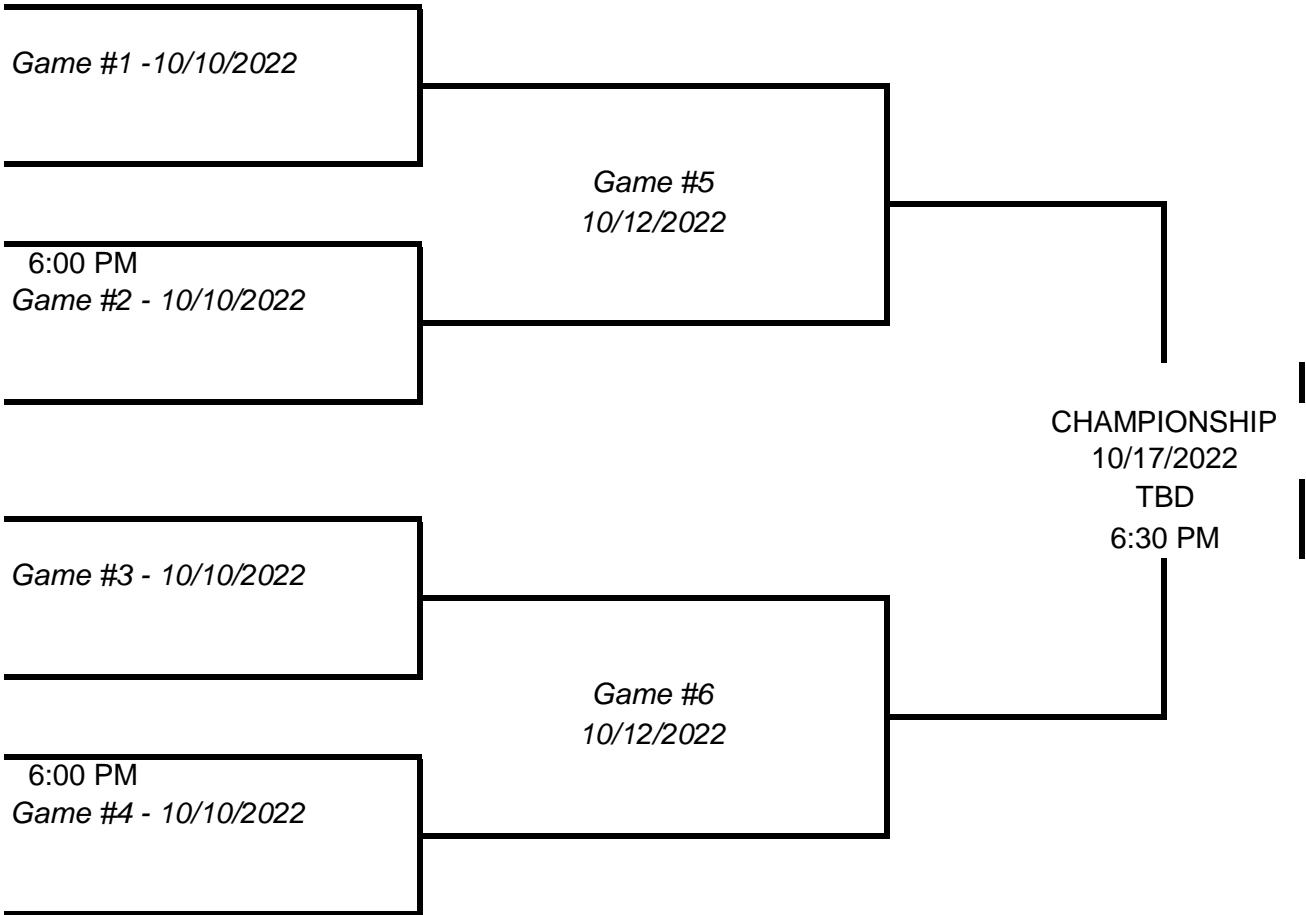 Game #1 -10/10/2022
Game #5
10/12/2022
6:00 PM
Game #2 - 10/10/2022
CHAMPIONSHIP
10/17/2022
TBD
6:30 PM
Game #3 - 10/10/2022
Game #6
10/12/2022
6:00 PM
Game #4 - 10/10/2022